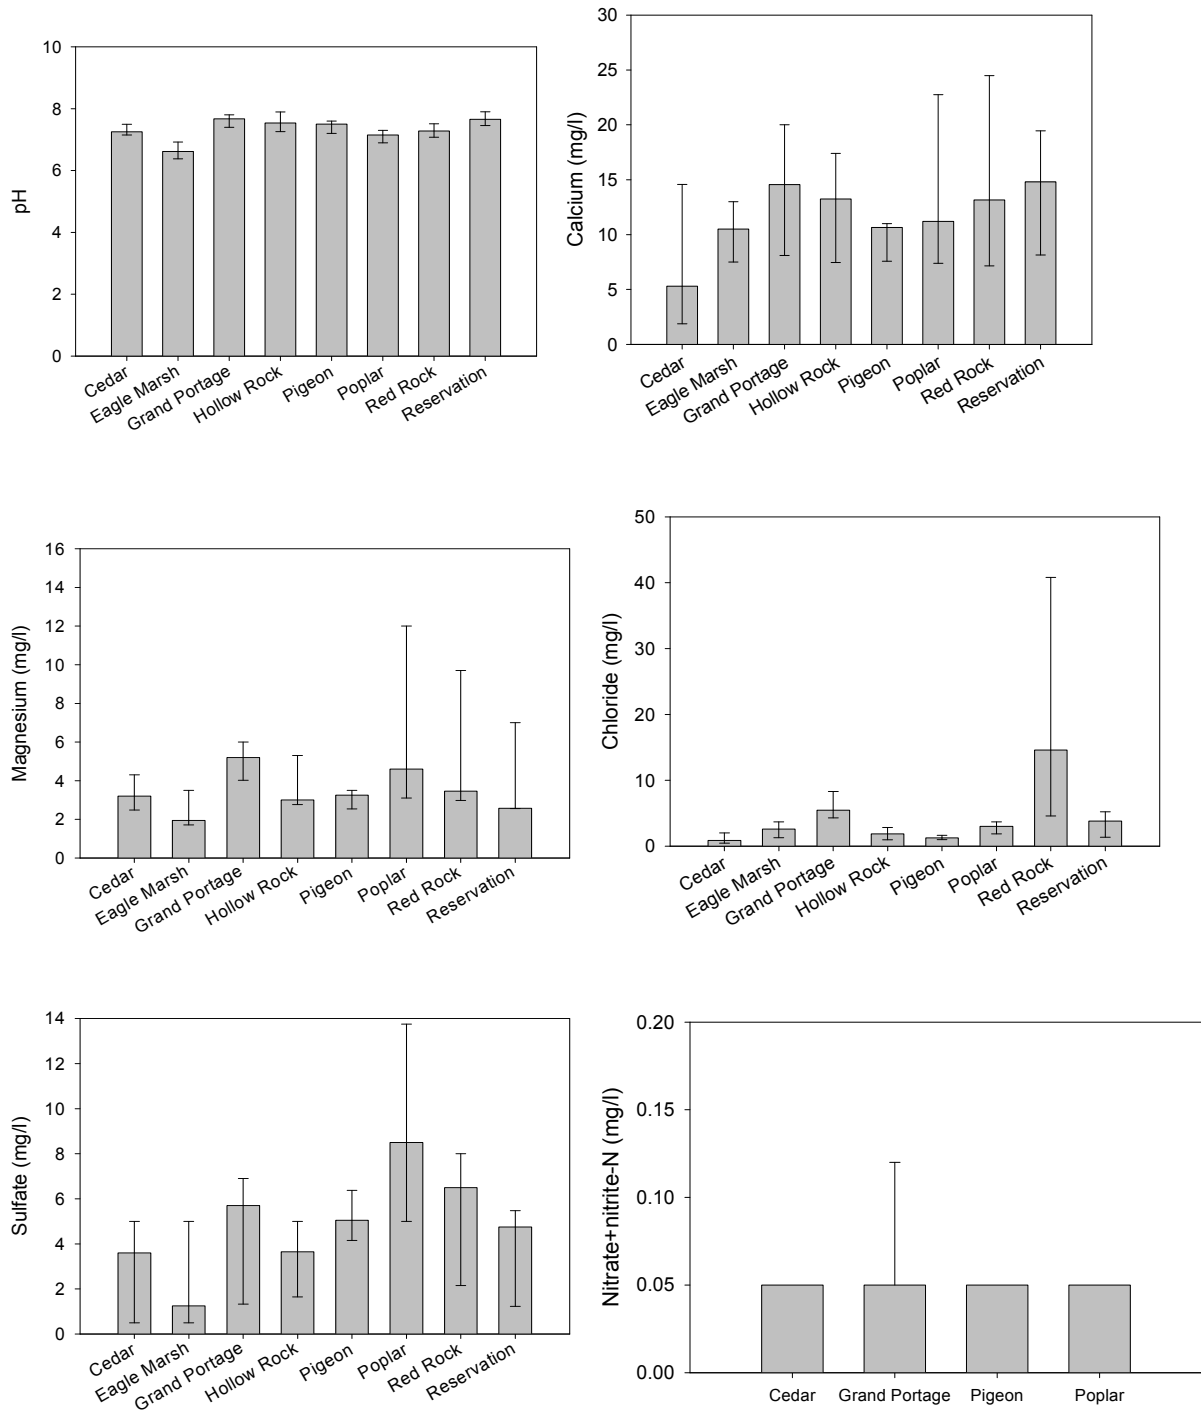 10
8
6
4
2
0
pH
Cedar
Eagle Marsh
Grand Portage
Hollow Rock
Pigeon
Poplar
Red Rock
Reservation
30
25
20
15
10
5
0
Calcium (mg/l)
Cedar
Eagle Marsh
Grand Portage
Hollow Rock
Pigeon
Poplar
Red Rock
Reservation
16
14
12
10
8
6
4
2
0
Magnesium (mg/l)
Cedar
Eagle Marsh
Grand Portage
Hollow Rock
Pigeon
Poplar
Red Rock
Reservation
50
40
30
20
10
0
Chloride (mg/l)
Cedar
Eagle Marsh
Grand Portage
Hollow Rock
Pigeon
Poplar
Red Rock
Reservation
14
12
10
8
6
4
2
0
Sulfate (mg/l)
Cedar
Eagle Marsh
Grand Portage
Hollow Rock
Pigeon
Poplar
Red Rock
Reservation
0.20
0.15
0.10
0.05
0.00
Nitrate+nitrite-N (mg/l)
Cedar
Grand Portage
Pigeon
Poplar